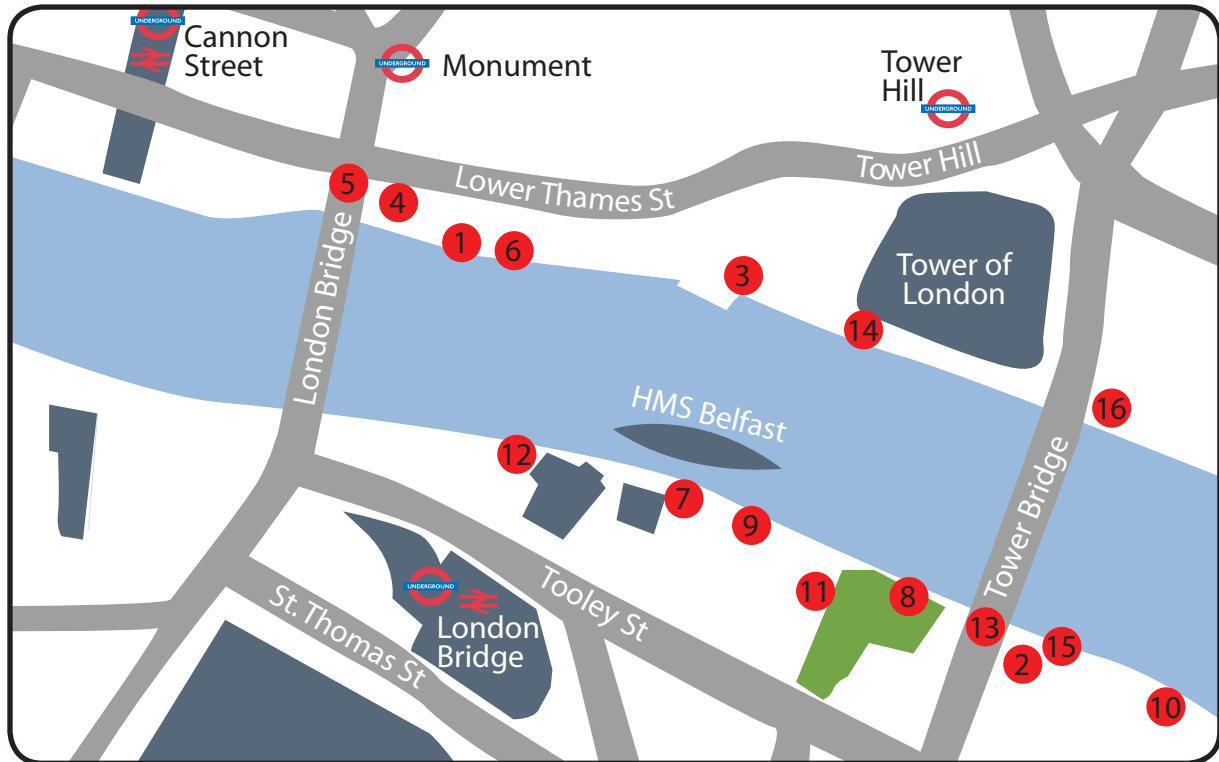 UNDERGROUND
Cannon
Street
UNDERGROUND
Monument
Tower
Hill
UNDERGROUND
Tower Hill
Lower Thames St
5
4
1
6
3
Tower of
London
14
London Bridge
HMS Belfast
16
12
7
9
Tower Bridge
11
8
UNDERGROUND
London
Bridge
Tooley St
St. Thomas St
13
2
15
10